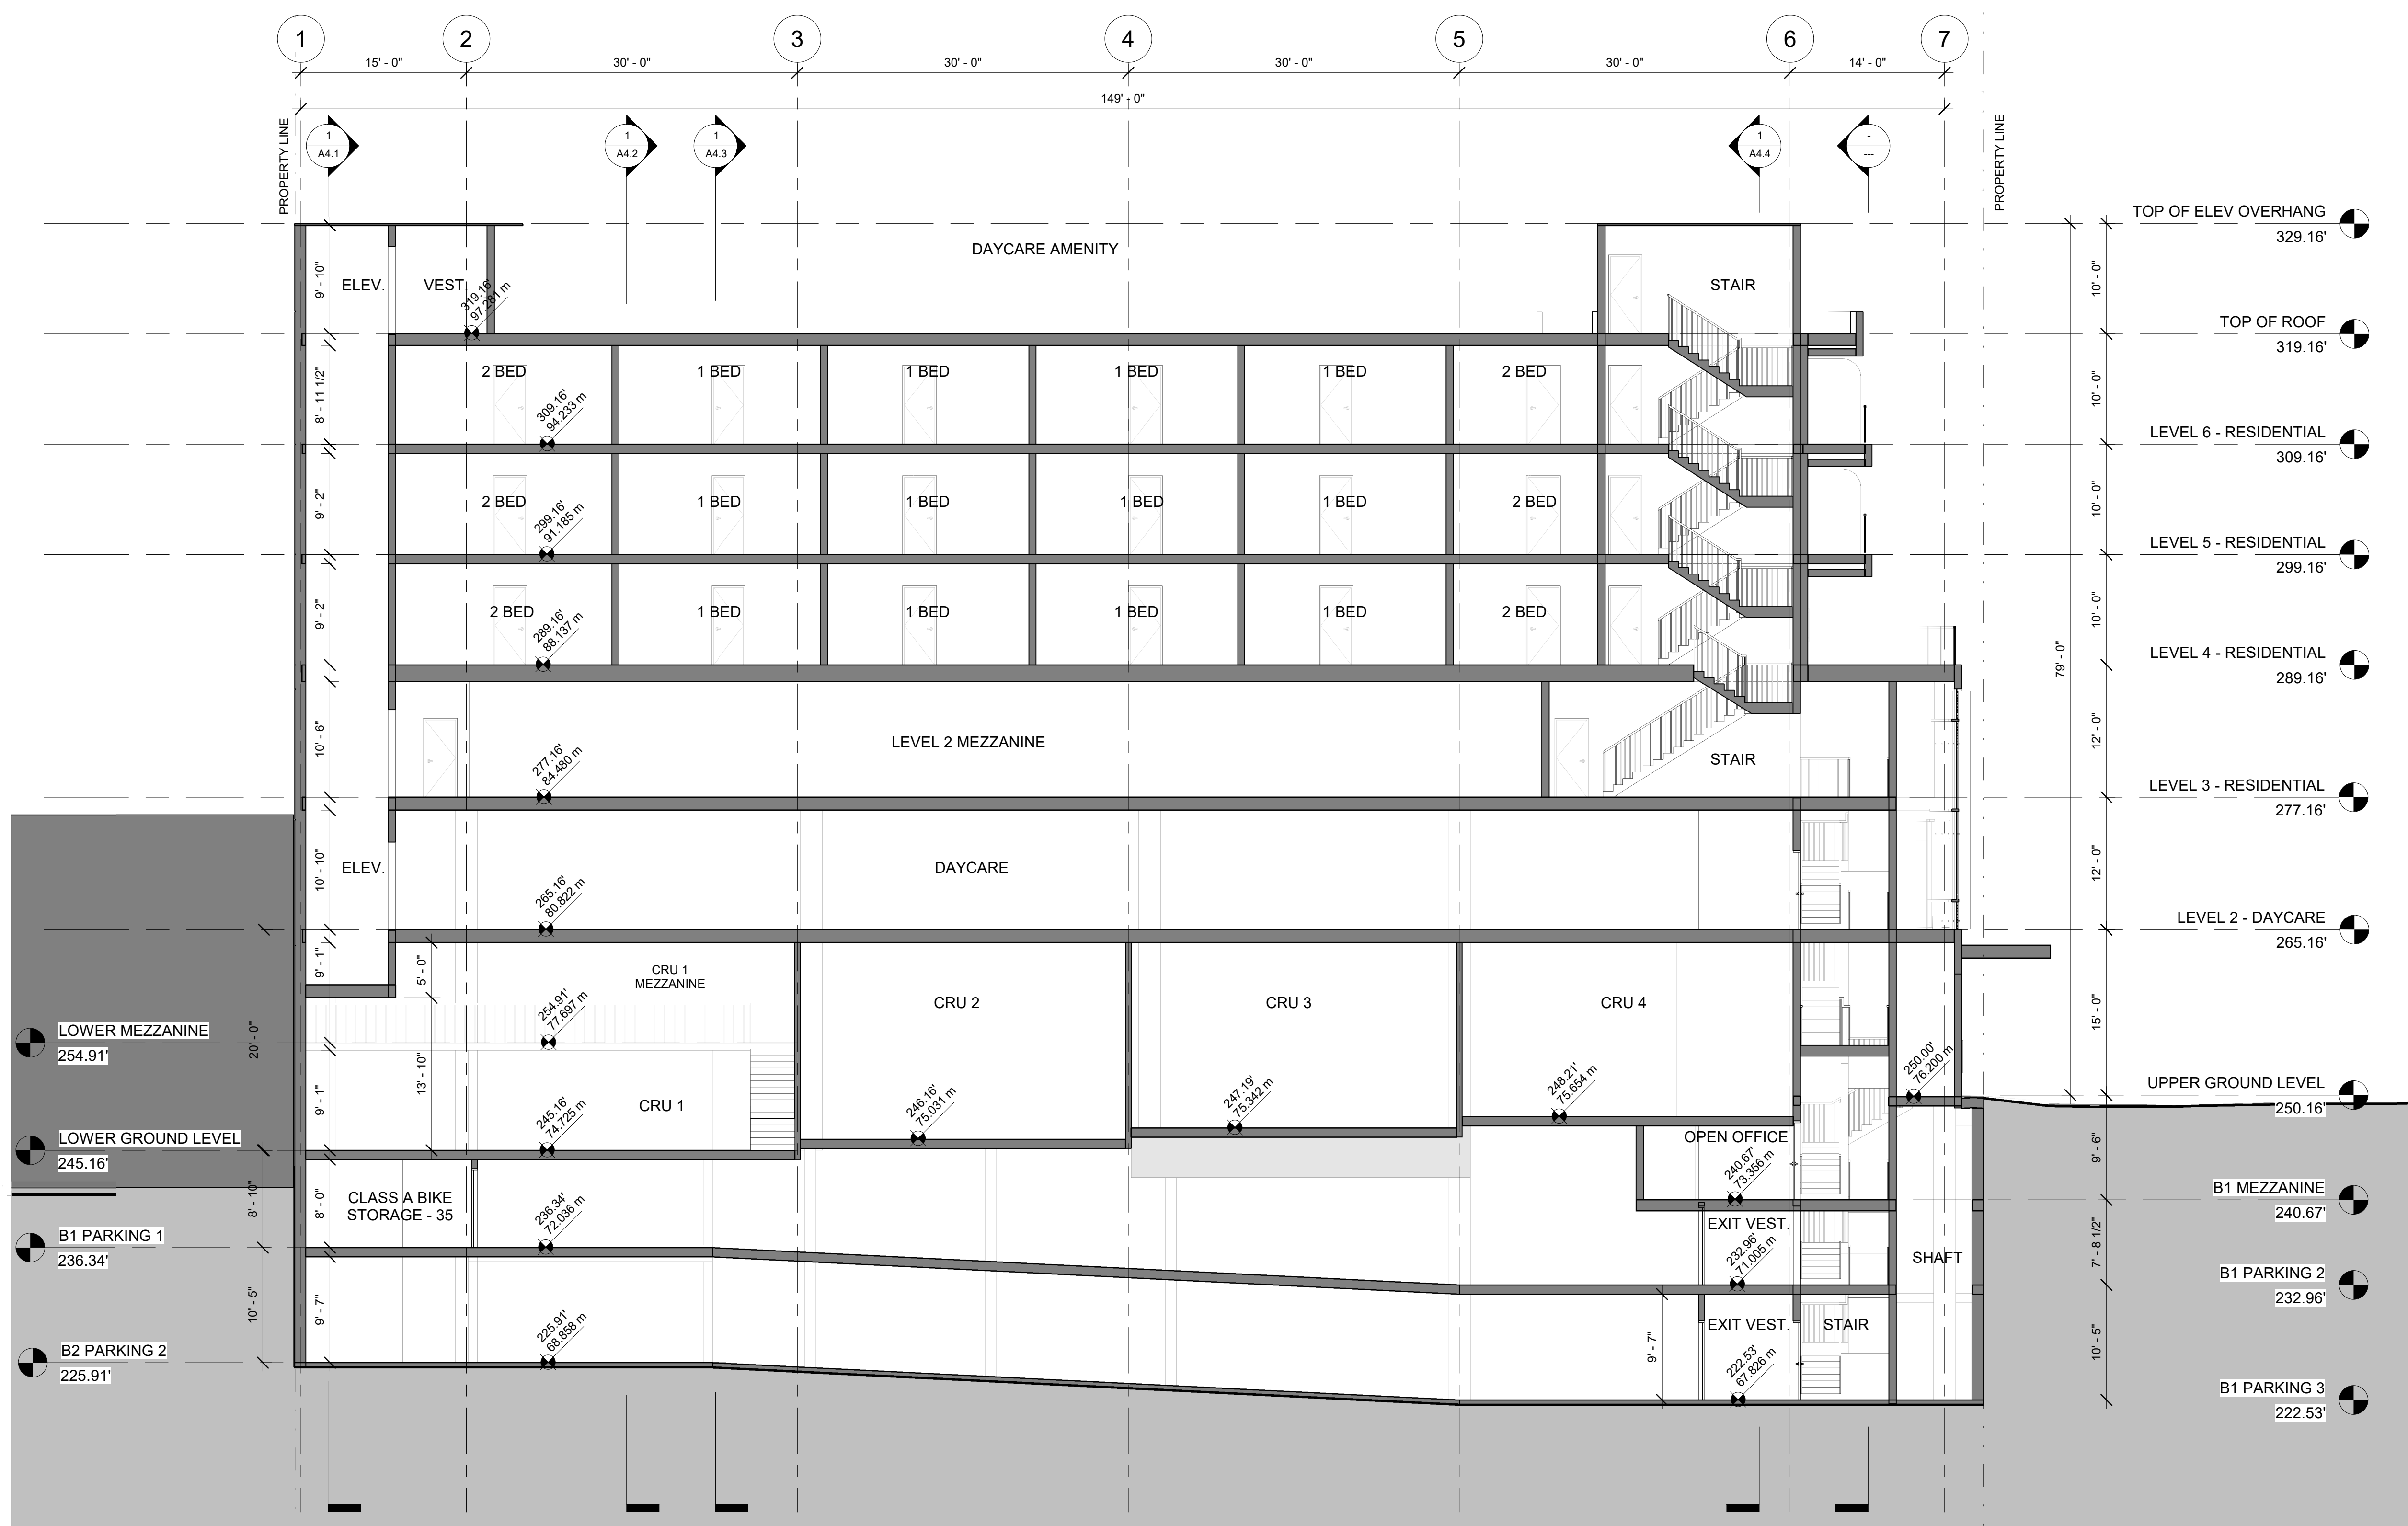 1 2 3 4 5 6 7
15' - 0" 30' - 0" 30' - 0" 30' - 0" 30' - 0" 14' - 0"
149' - 0"
PROPERTY LINE
1
A4.1
1
A4.2
1
A4.3
1
A4.4
-
---
PROPERTY LINE
TOP OF ELEV OVERHANG
329.16'
DAYCARE AMENITY
9' - 10"
ELEV.
VEST.
319.16'
97.281 m
STAIR
10' - 0"
TOP OF ROOF
319.16'
8' - 11 1/2"
2 BED 1 BED 1 BED 1 BED 1 BED 2 BED
309.16'
94.233 m
10' - 0"
LEVEL 6 - RESIDENTIAL
309.16'
9' - 2"
2 BED 1 BED 1 BED 1 BED 1 BED 2 BED
299.16'
91.185 m
10' - 0"
LEVEL 5 - RESIDENTIAL
299.16'
9' - 2"
2 BED 1 BED 1 BED 1 BED 1 BED 2 BED
289.16'
88.137 m
10' - 0"
79' - 0"
LEVEL 4 - RESIDENTIAL
289.16'
10' - 6"
LEVEL 2 MEZZANINE
277.16'
84.480 m
STAIR
12' - 0"
LEVEL 3 - RESIDENTIAL
277.16'
10' - 10"
ELEV.
DAYCARE
265.16'
80.822 m
12' - 0"
LEVEL 2 - DAYCARE
265.16'
9' - 1"
5' - 0"
CRU 1
MEZZANINE
CRU 2
CRU 3
CRU 4
254.91'
77.697 m
15' - 0"
LOWER MEZZANINE
254.91'
20' - 0"
9' - 1"
13' - 10"
CRU 1
245.16'
74.725 m
246.16'
75.031 m
247.19'
75.342 m
248.21'
75.654 m
250.00'
76.200 m
UPPER GROUND LEVEL
250.16'
LOWER GROUND LEVEL
245.16'
OPEN OFFICE
240.67'
73.356 m
9' - 6"
8' - 10"
8' - 0"
CLASS A BIKE
STORAGE - 35
236.34'
72.036 m
B1 MEZZANINE
240.67'
B1 PARKING 1
236.34'
EXIT VEST.
232.96'
71.005 m
SHAFT
7' - 8 1/2"
B1 PARKING 2
232.96'
10' - 5"
9' - 7"
225.91'
68.858 m
9' - 7"
EXIT VEST.
STAIR
222.53'
67.826 m
10' - 5"
B2 PARKING 2
225.91'
B1 PARKING 3
222.53'